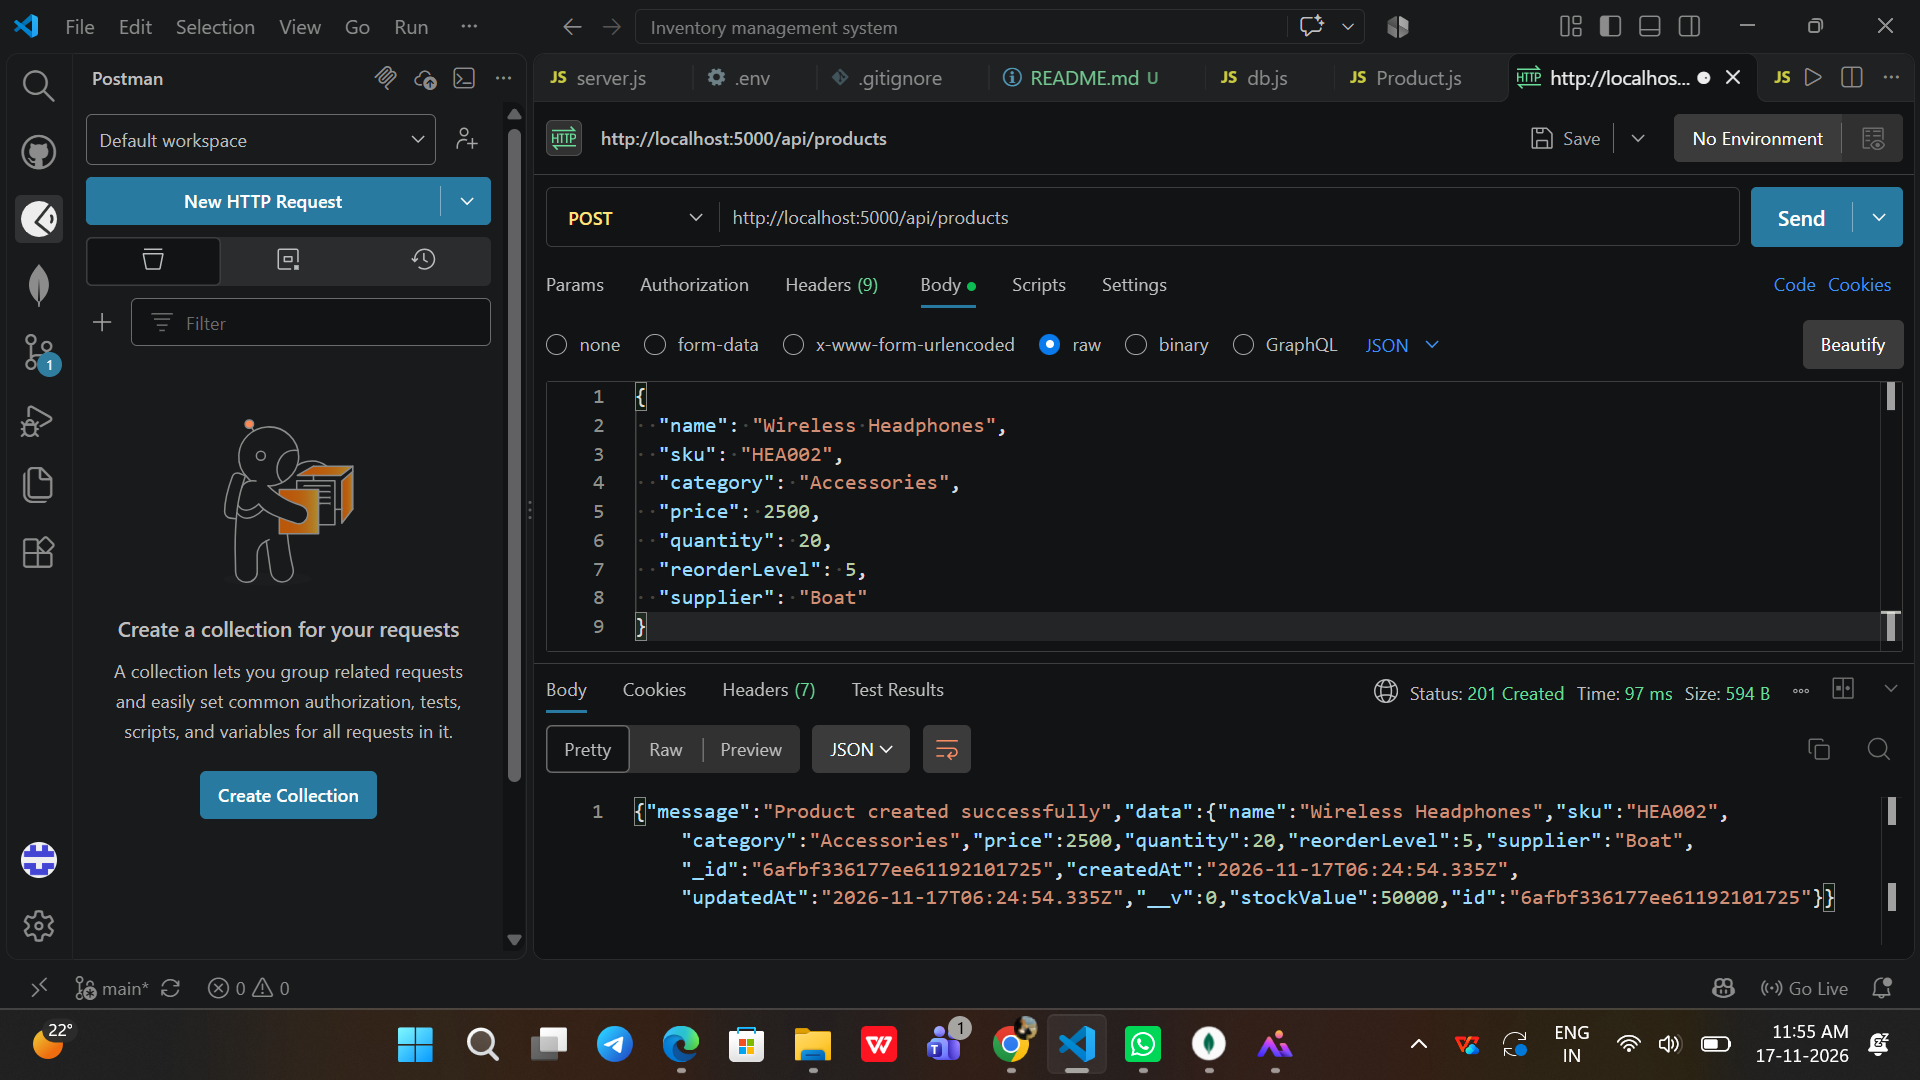 File Edit Selection View Go Run ···
Inventory management system
Postman
Default workspace
New HTTP Request
Filter
1
Create a collection for your requests
A collection lets you group related requests
and easily set common authorization, tests,
scripts, and variables for all requests in it.
Create Collection
JS server.js .env .gitignore README.md U JS db.js JS Product.js HTTP http://localhos... JS
HTTP http://localhost:5000/api/products Save No Environment
POST http://localhost:5000/api/products Send
Params Authorization Headers (9) Body Scripts Settings Code Cookies
none form-data x-www-form-urlencoded raw binary GraphQL JSON Beautify
1 {
2 "name": "Wireless Headphones",
3 "sku": "HEA002",
4 "category": "Accessories",
5 "price": 2500,
6 "quantity": 20,
7 "reorderLevel": 5,
8 "supplier": "Boat"
9 }
Body Cookies Headers (7) Test Results Status: 201 Created Time: 97 ms Size: 594 B
Pretty Raw Preview JSON
1 {"message":"Product created successfully","data":{"name":"Wireless Headphones","sku":"HEA002",
"category":"Accessories","price":2500,"quantity":20,"reorderLevel":5,"supplier":"Boat",
"_id":"6afbf336177ee61192101725","createdAt":"2026-11-17T06:24:54.335Z",
"updatedAt":"2026-11-17T06:24:54.335Z","__v":0,"stockValue":50000,"id":"6afbf336177ee61192101725"}}
main* 0 0 Go Live
22° 1 ENG 11:55 AM
IN 17-11-2026